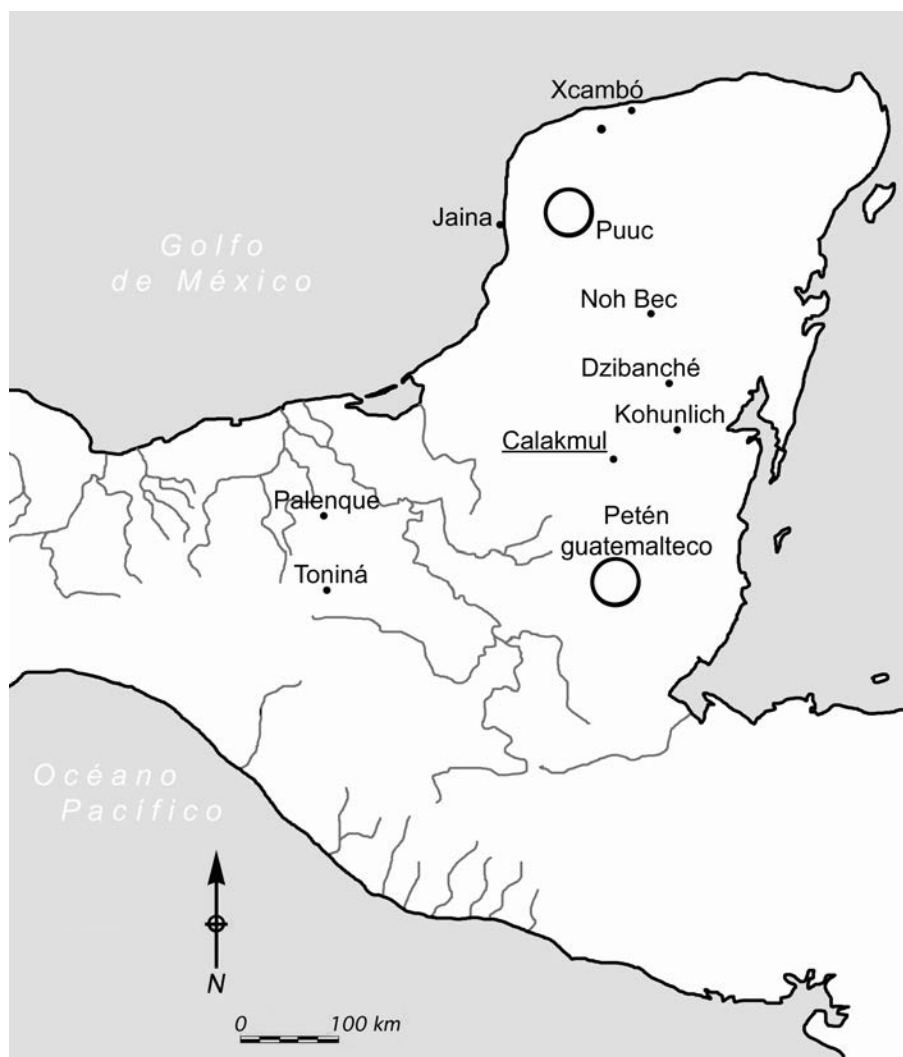 Xcambó
Jaina
Puuc
Golfo
de México
Noh Bec
Dzibanché
Kohunlich
Calakmul
Palenque
Petén
guatemalteco
Toniná
Océano
Pacífico
N
0 100 km